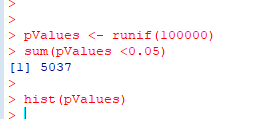 >
>
> pValues <- runif(100000)
> sum(pValues <0.05)
[1] 5037
>
> hist(pValues)
>